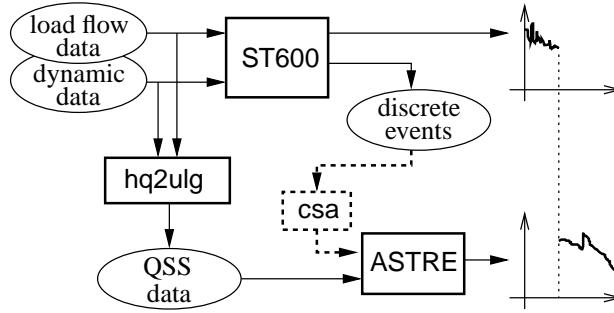 load flow
data
dynamic
data
ST600
discrete
events
hq2ulg
csa
QSS
data
ASTRE